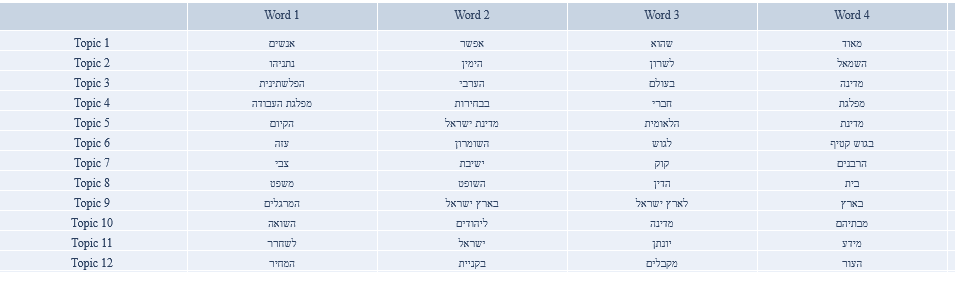 Word 1 Word 2 Word 3 Word 4
Topic 1 אנשים אפשר שהוא מאוד
Topic 2 נתניהו הימין לשרון השמאל
Topic 3 הפלשתינית הערבי בעולם מדינה
Topic 4 מפלגת העבודה בבחירות חברי מפלגת
Topic 5 הקיום מדינת ישראל הלאומית מדינת
Topic 6 עזה השומרון לגוש בגוש קטיף
Topic 7 צבי ישיבת קוק הרבנים
Topic 8 משפט השופט הדין בית
Topic 9 המרגלים בארץ ישראל לארץ ישראל בארץ
Topic 10 השואה ליהודים מדינה מבתיהם
Topic 11 לשחרר ישראל יונתן מידע
Topic 12 המחיר בקניית מקבלים העור